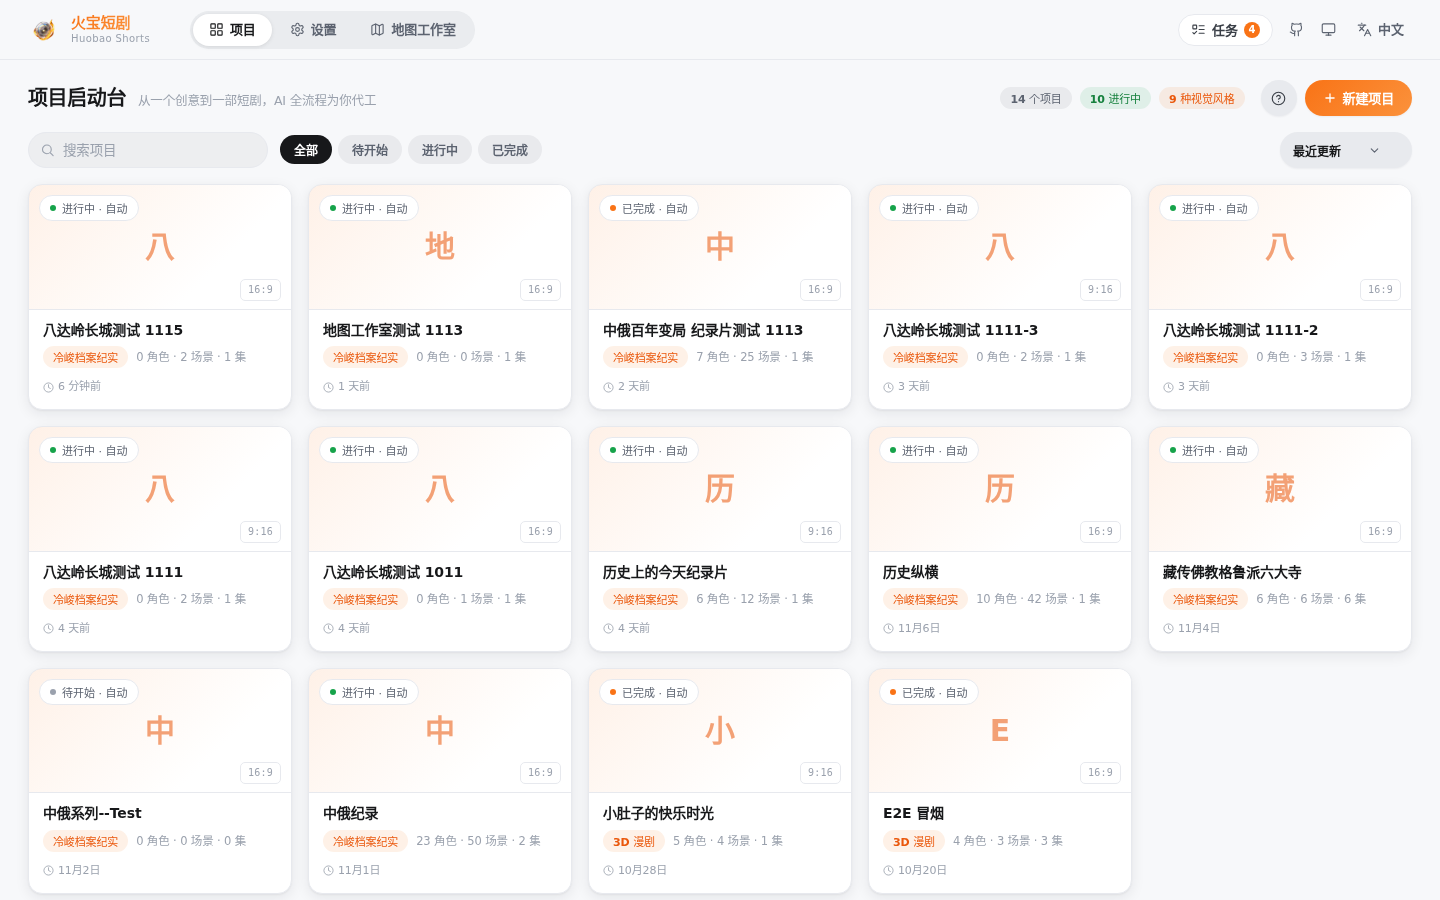 火宝短剧
Huobao Shorts
项目
设置
地图工作室
任务 4
中文
项目启动台
从一个创意到一部短剧，AI 全流程为你代工
14 个项目
10 进行中
9 种视觉风格
新建项目
搜索项目
全部
待开始
进行中
已完成
最近更新
进行中 · 自动
八
16:9
八达岭长城测试 1115
冷峻档案纪实 0 角色 · 2 场景 · 1 集
6 分钟前
进行中 · 自动
地
16:9
地图工作室测试 1113
冷峻档案纪实 0 角色 · 0 场景 · 1 集
1 天前
已完成 · 自动
中
16:9
中俄百年变局 纪录片测试 1113
冷峻档案纪实 7 角色 · 25 场景 · 1 集
2 天前
进行中 · 自动
八
9:16
八达岭长城测试 1111-3
冷峻档案纪实 0 角色 · 2 场景 · 1 集
3 天前
进行中 · 自动
八
16:9
八达岭长城测试 1111-2
冷峻档案纪实 0 角色 · 3 场景 · 1 集
3 天前
进行中 · 自动
八
9:16
八达岭长城测试 1111
冷峻档案纪实 0 角色 · 2 场景 · 1 集
4 天前
进行中 · 自动
八
16:9
八达岭长城测试 1011
冷峻档案纪实 0 角色 · 1 场景 · 1 集
4 天前
进行中 · 自动
历
9:16
历史上的今天纪录片
冷峻档案纪实 6 角色 · 12 场景 · 1 集
4 天前
进行中 · 自动
历
16:9
历史纵横
冷峻档案纪实 10 角色 · 42 场景 · 1 集
11月6日
进行中 · 自动
藏
16:9
藏传佛教格鲁派六大寺
冷峻档案纪实 6 角色 · 6 场景 · 6 集
11月4日
待开始 · 自动
中
16:9
中俄系列--Test
冷峻档案纪实 0 角色 · 0 场景 · 0 集
11月2日
进行中 · 自动
中
16:9
中俄纪录
冷峻档案纪实 23 角色 · 50 场景 · 2 集
11月1日
已完成 · 自动
小
9:16
小肚子的快乐时光
3D 漫剧 5 角色 · 4 场景 · 1 集
10月28日
已完成 · 自动
E
16:9
E2E 冒烟
3D 漫剧 4 角色 · 3 场景 · 3 集
10月20日